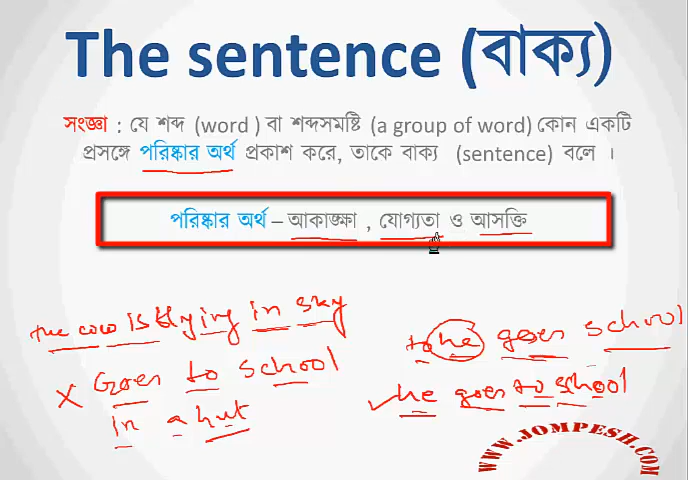 The sentence (বাক্য)
সংজ্ঞা : যে শব্দ (word ) বা শব্দসমষ্টি (a group of word) কোন একটি
প্রসঙ্গে পরিষ্কার অর্থ প্রকাশ করে, তাকে বাক্য (sentence) বলে ।
পরিষ্কার অর্থ – আকাঙ্ক্ষা , যোগ্যতা ও আসক্তি
The cow is flying in sky
X Goes to school
in a hut
to he goes school
he goes to school
WWW.JOMPESH.COM